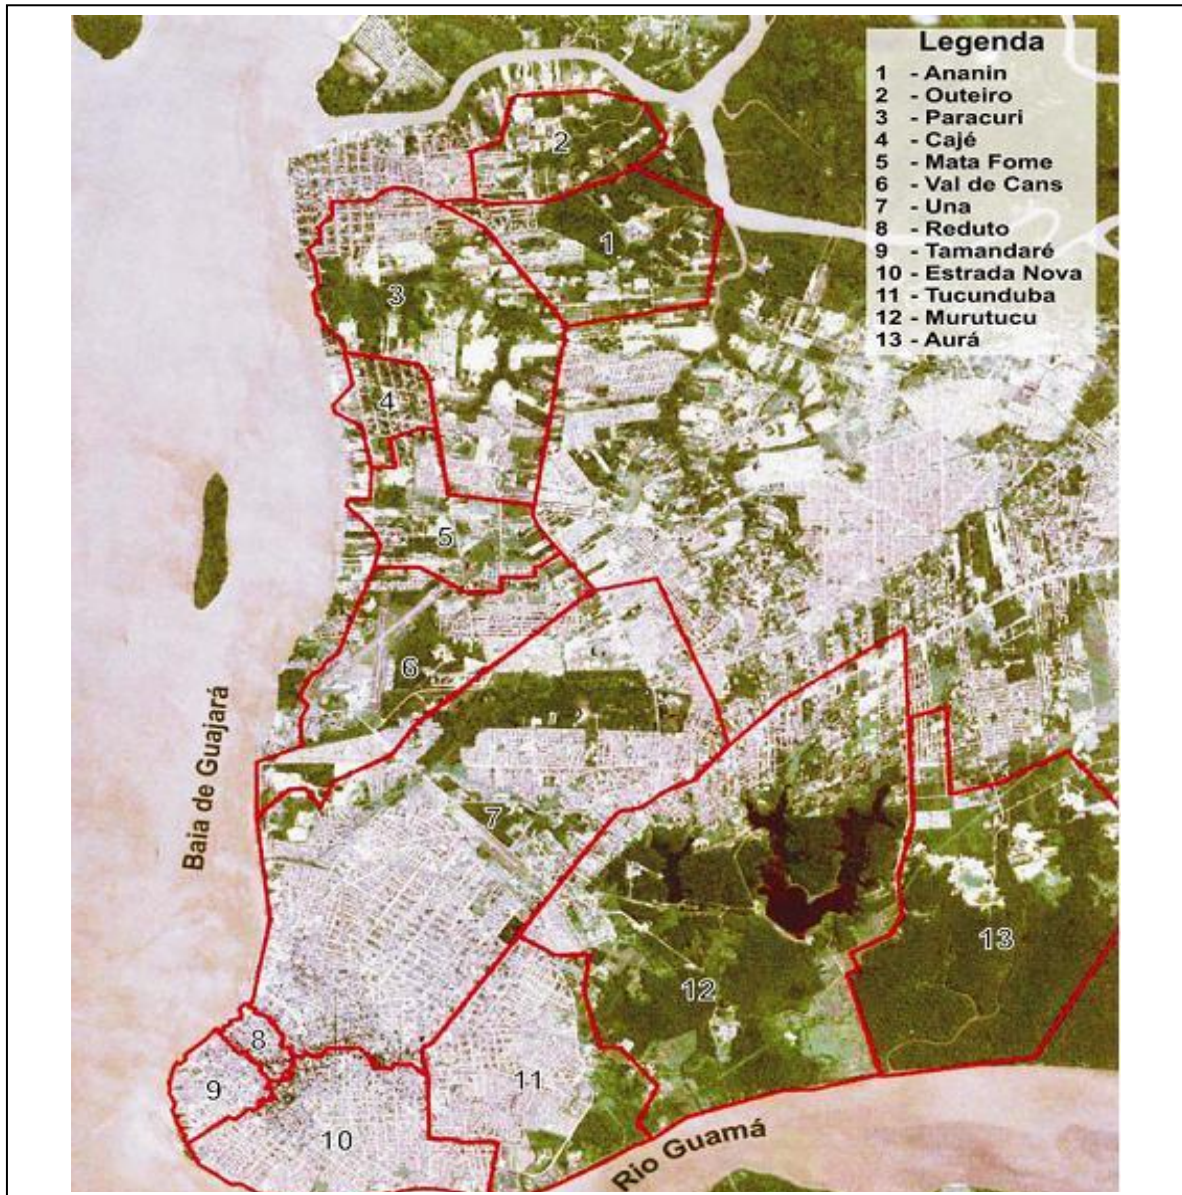 Legenda
1 - Ananin
2 - Outeiro
3 - Paracuri
4 - Cajé
5 - Mata Fome
6 - Val de Cans
7 - Una
8 - Reduto
9 - Tamandaré
10 - Estrada Nova
11 - Tucunduba
12 - Murutucu
13 - Aurá
2
1
3
4
5
6
Baia de Guajará
7
13
12
8
9
11
10
Rio Guamá